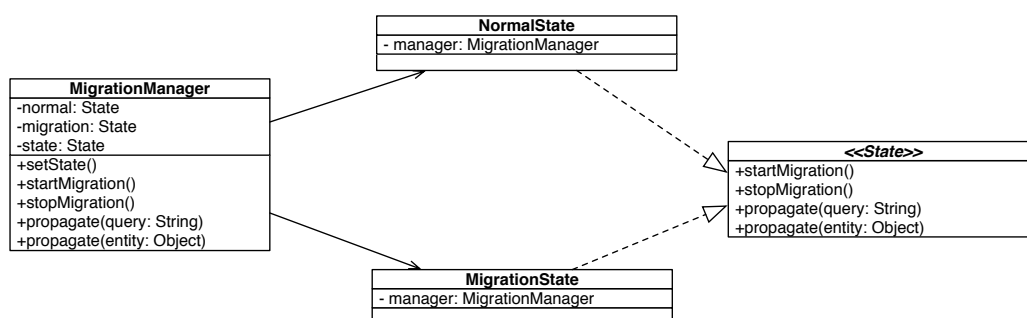 NormalState
- manager: MigrationManager
MigrationManager
-normal: State
-migration: State
-state: State
+setState()
+startMigration()
+stopMigration()
+propagate(query: String)
+propagate(entity: Object)
<<State>>
+startMigration()
+stopMigration()
+propagate(query: String)
+propagate(entity: Object)
MigrationState
- manager: MigrationManager